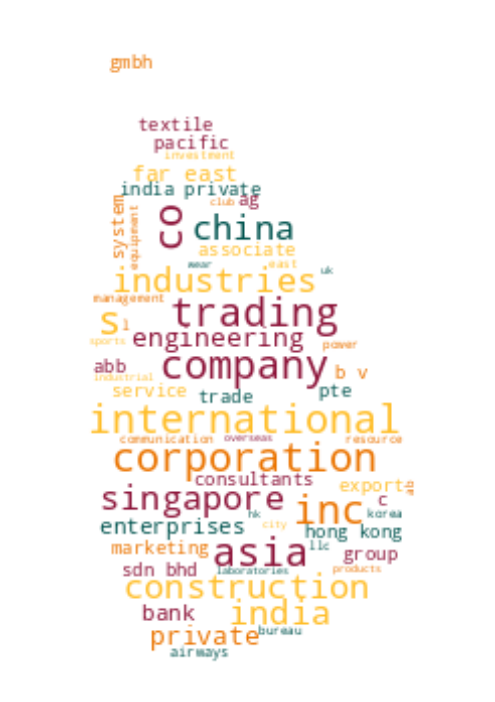 gmbh
textile
pacific
investment
far east
india private
club ag
system
equipment
co
china
associate
wear east
uk
industries
management
trading
s l
engineering
sports
power
company
abb
b v
industrial
service
pte
trade
international
communication overseas resource
corporation
consultants
export
singapore
inc
c
hk
korea
enterprises
city
hong kong
marketing
asia
llc
group
sdn bhd
laboratories
products
construction
bank
india
private
bureau
airways